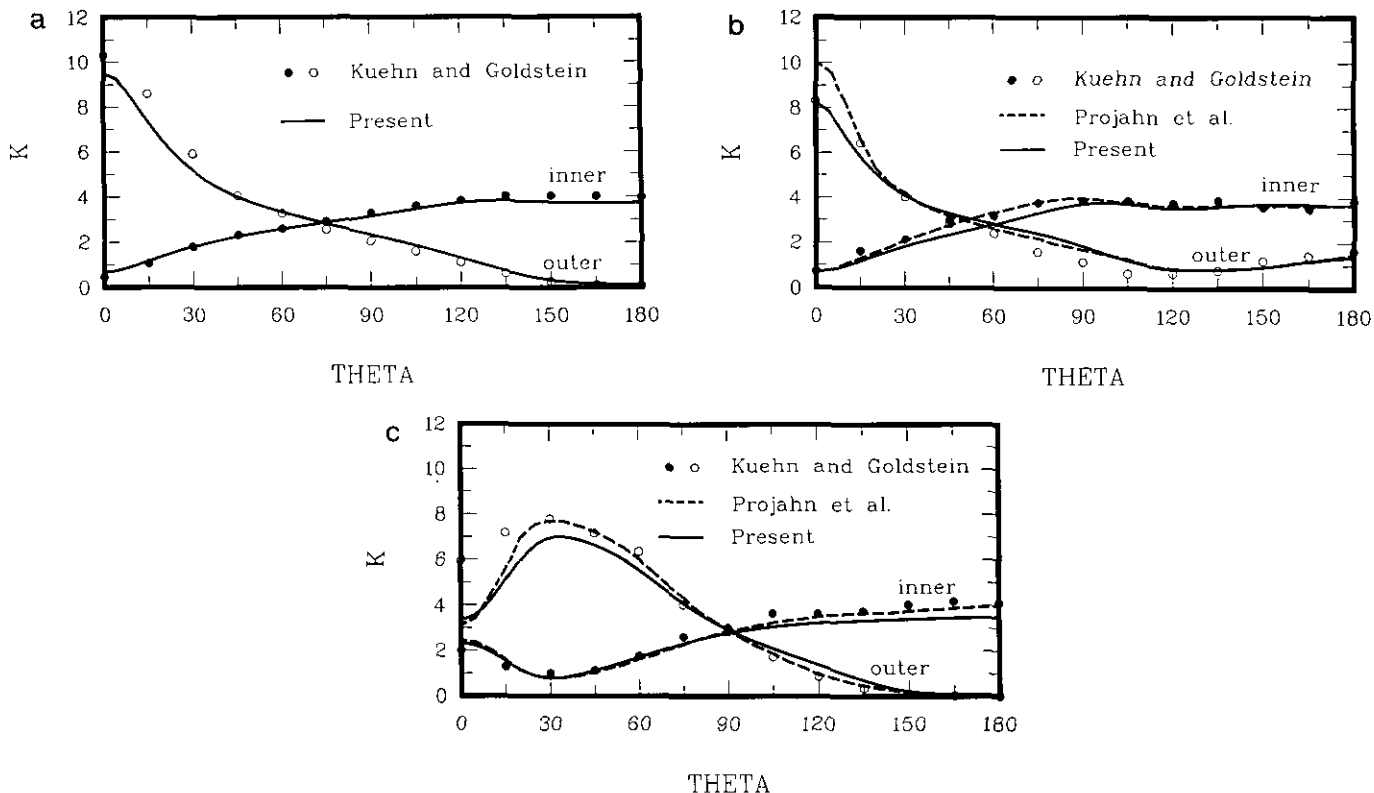 a
12
10
8
6
4
2
0
K
Kuehn and Goldstein
Present
inner
outer
0 30 60 90 120 150 180
THETA
b
12
10
8
6
4
2
0
K
Kuehn and Goldstein
Projahn et al.
Present
inner
outer
0 30 60 90 120 150 180
THETA
c
12
10
8
6
4
2
0
K
Kuehn and Goldstein
Projahn et al.
Present
inner
outer
0 30 60 90 120 150 180
THETA